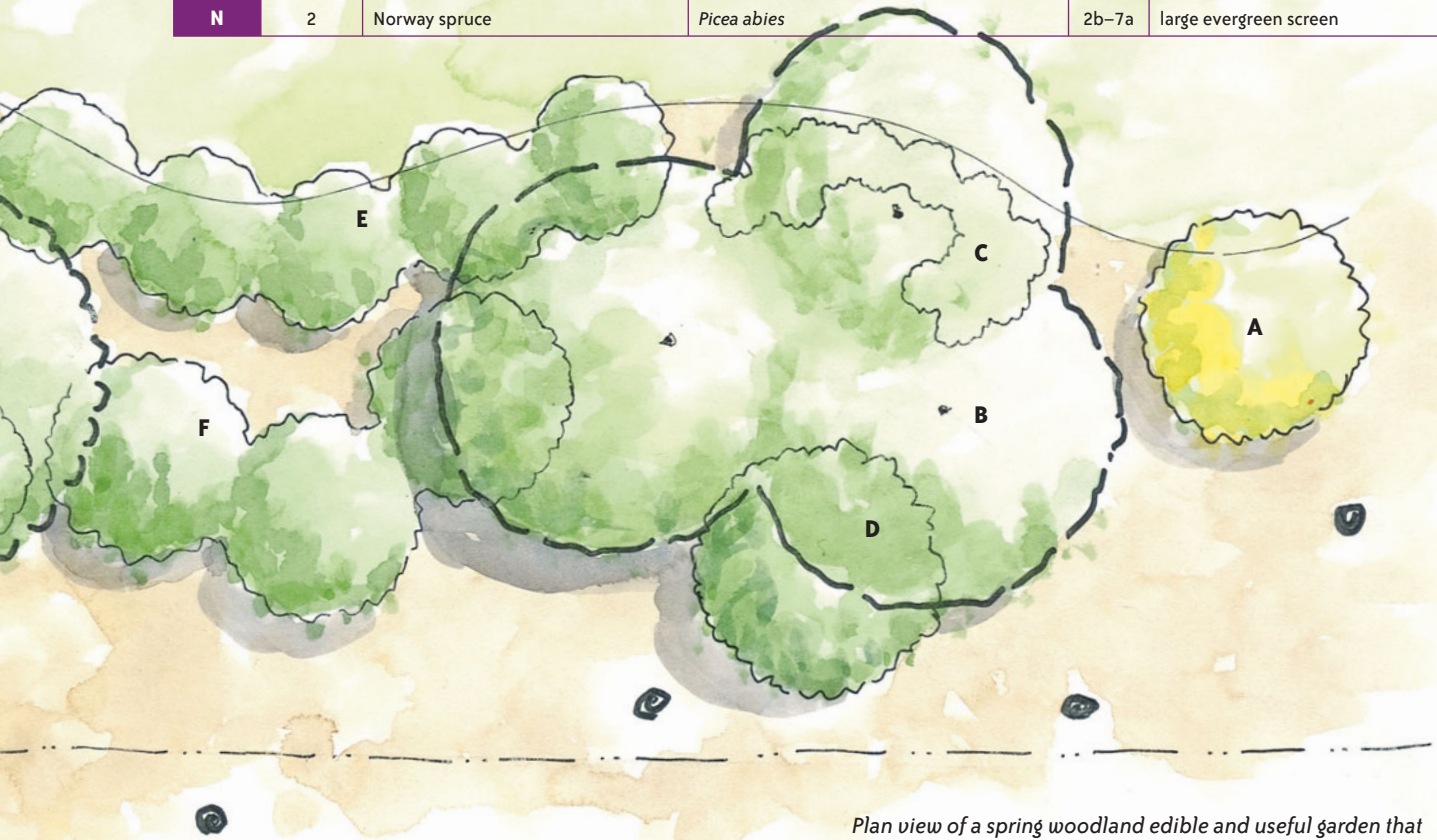 N 2 Norway spruce Picea abies 2b–7a large evergreen screen
E
C
A
B
F
D
Plan view of a spring woodland edible and useful garden that